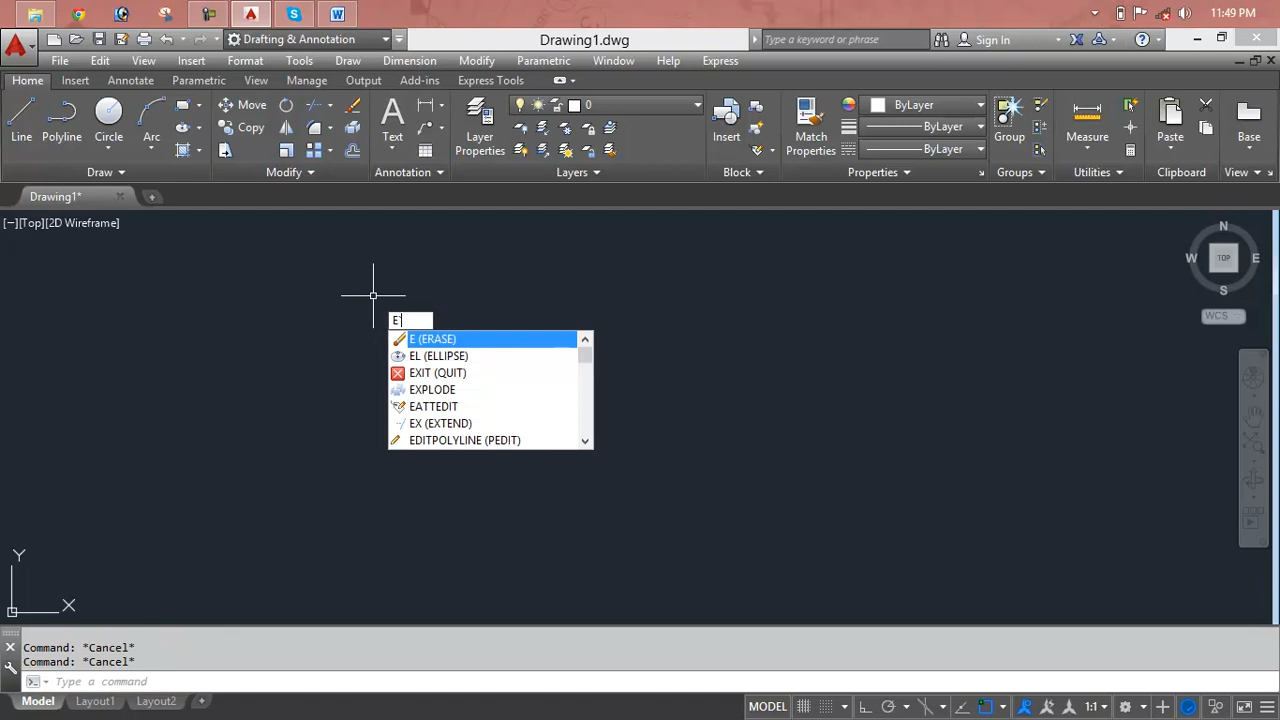 11:49 PM
Drafting & Annotation
Drawing1.dwg
Type a keyword or phrase
Sign In
File Edit View Insert Format Tools Draw Dimension Modify Parametric Window Help Express
Home Insert Annotate Parametric View Manage Output Add-ins Express Tools
Line Polyline Circle Arc
Move
Copy
Text
Layer Properties
0
Insert
Match Properties
ByLayer
ByLayer
ByLayer
Group
Measure
Paste
Base
Draw Modify Annotation Layers Block Properties Groups Utilities Clipboard View
Drawing1*
[−][Top][2D Wireframe]
N
W TOP E
S
WCS
E
E (ERASE)
EL (ELLIPSE)
EXIT (QUIT)
EXPLODE
EATTEDIT
EX (EXTEND)
EDITPOLYLINE (PEDIT)
Y
X
Command: *Cancel*
Command: *Cancel*
Type a command
Model Layout1 Layout2
MODEL 1:1